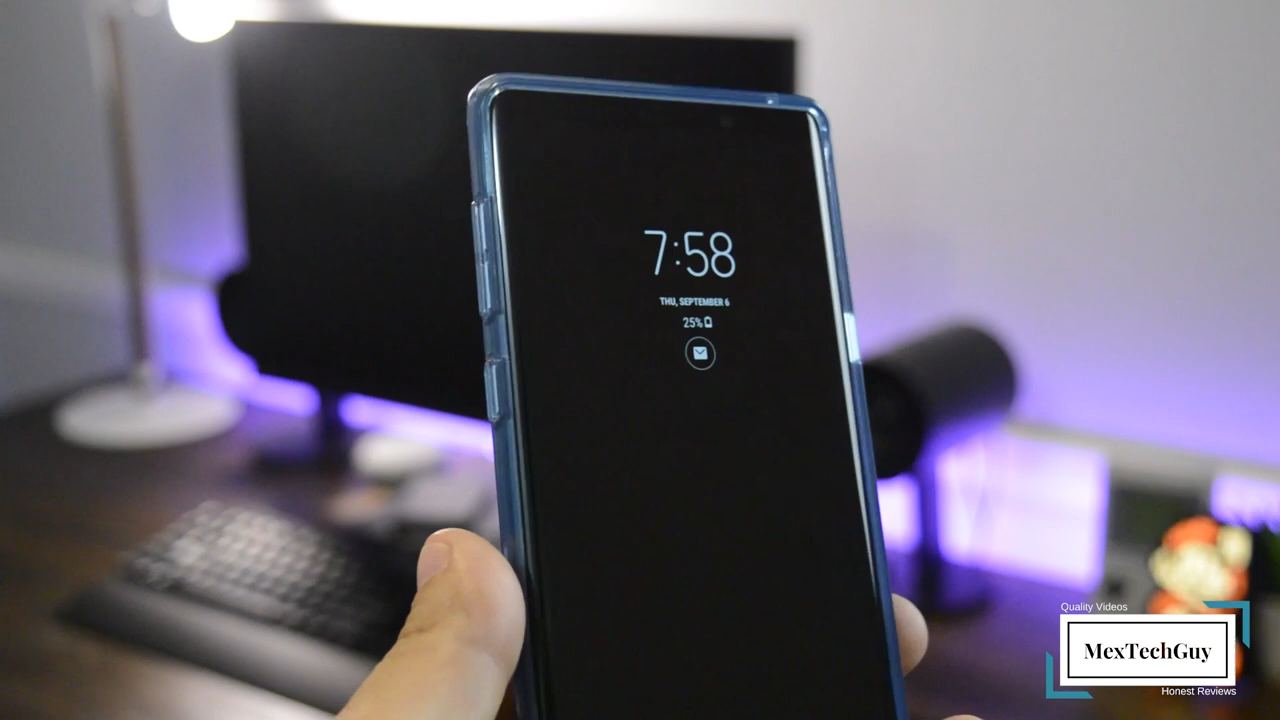 7:58
THU, SEPTEMBER 6
25%
Quality Videos
MexTechGuy
Honest Reviews